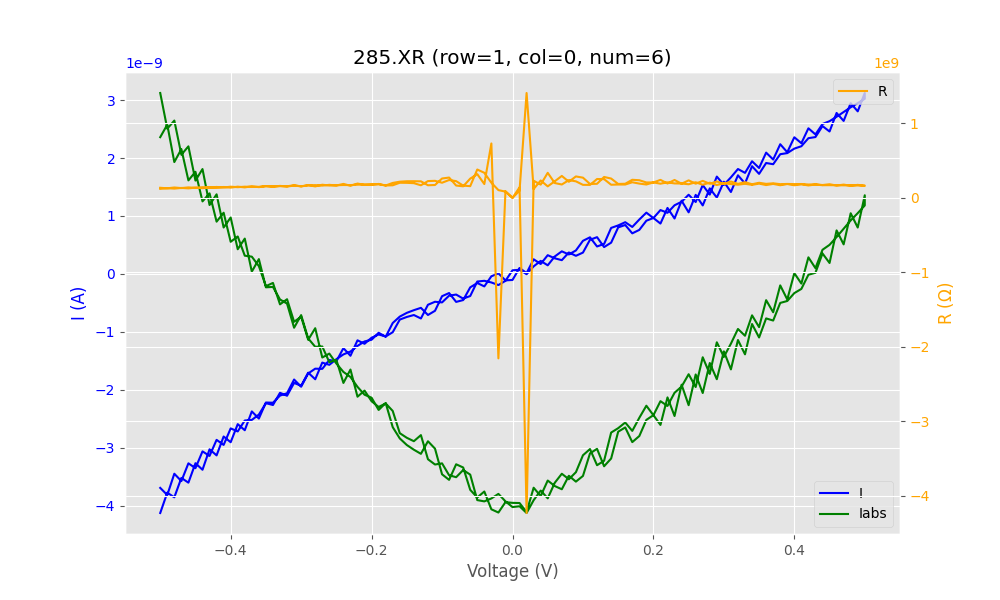 285.XR (row=1, col=0, num=6)
1e−9
1e9
R
3
2
1
0
−1
−2
−3
−4
I (A)
1
0
−1
−2
−3
−4
R (Ω)
I
Iabs
−0.4
−0.2
0.0
0.2
0.4
Voltage (V)